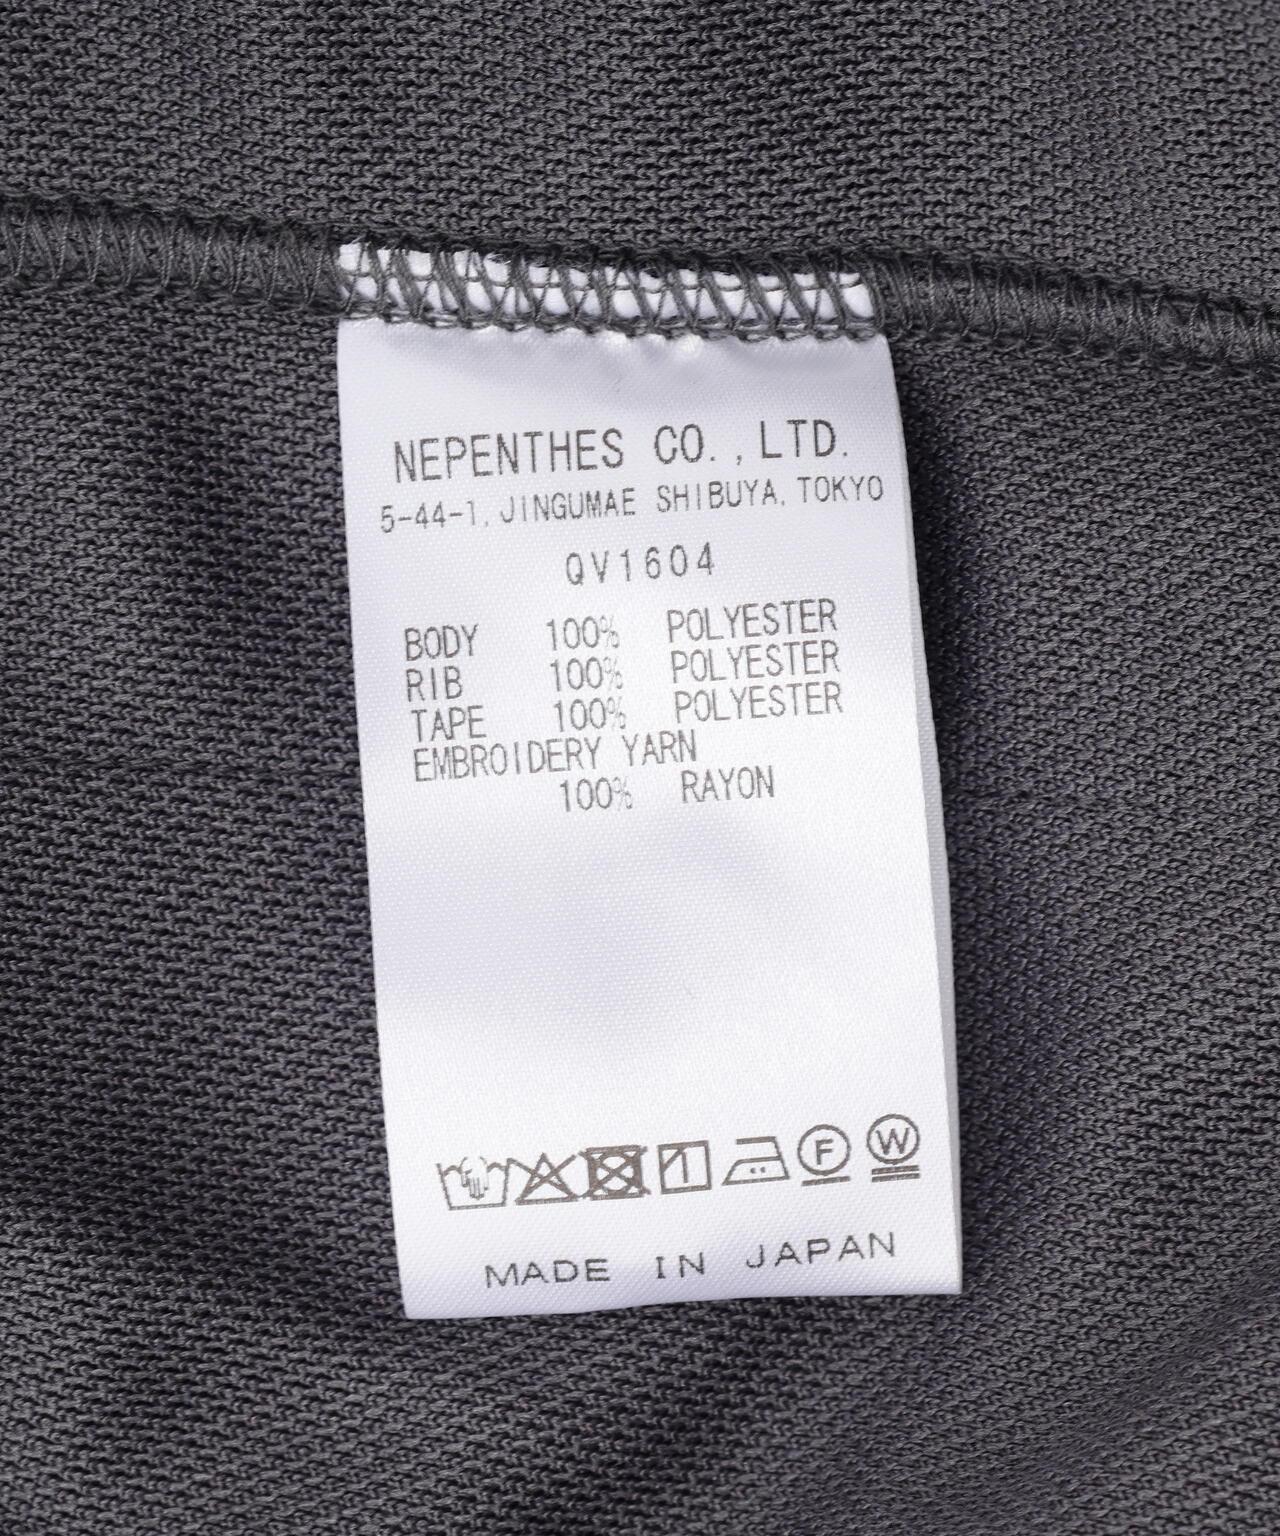 NEPENTHES CO.,LTD.
5-44-1, JINGUMAE SHIBUYA, TOKYO
QV1604
BODY 100% POLYESTER
RIB 100% POLYESTER
TAPE 100% POLYESTER
EMBROIDERY YARN
100% RAYON
F W
MADE IN JAPAN